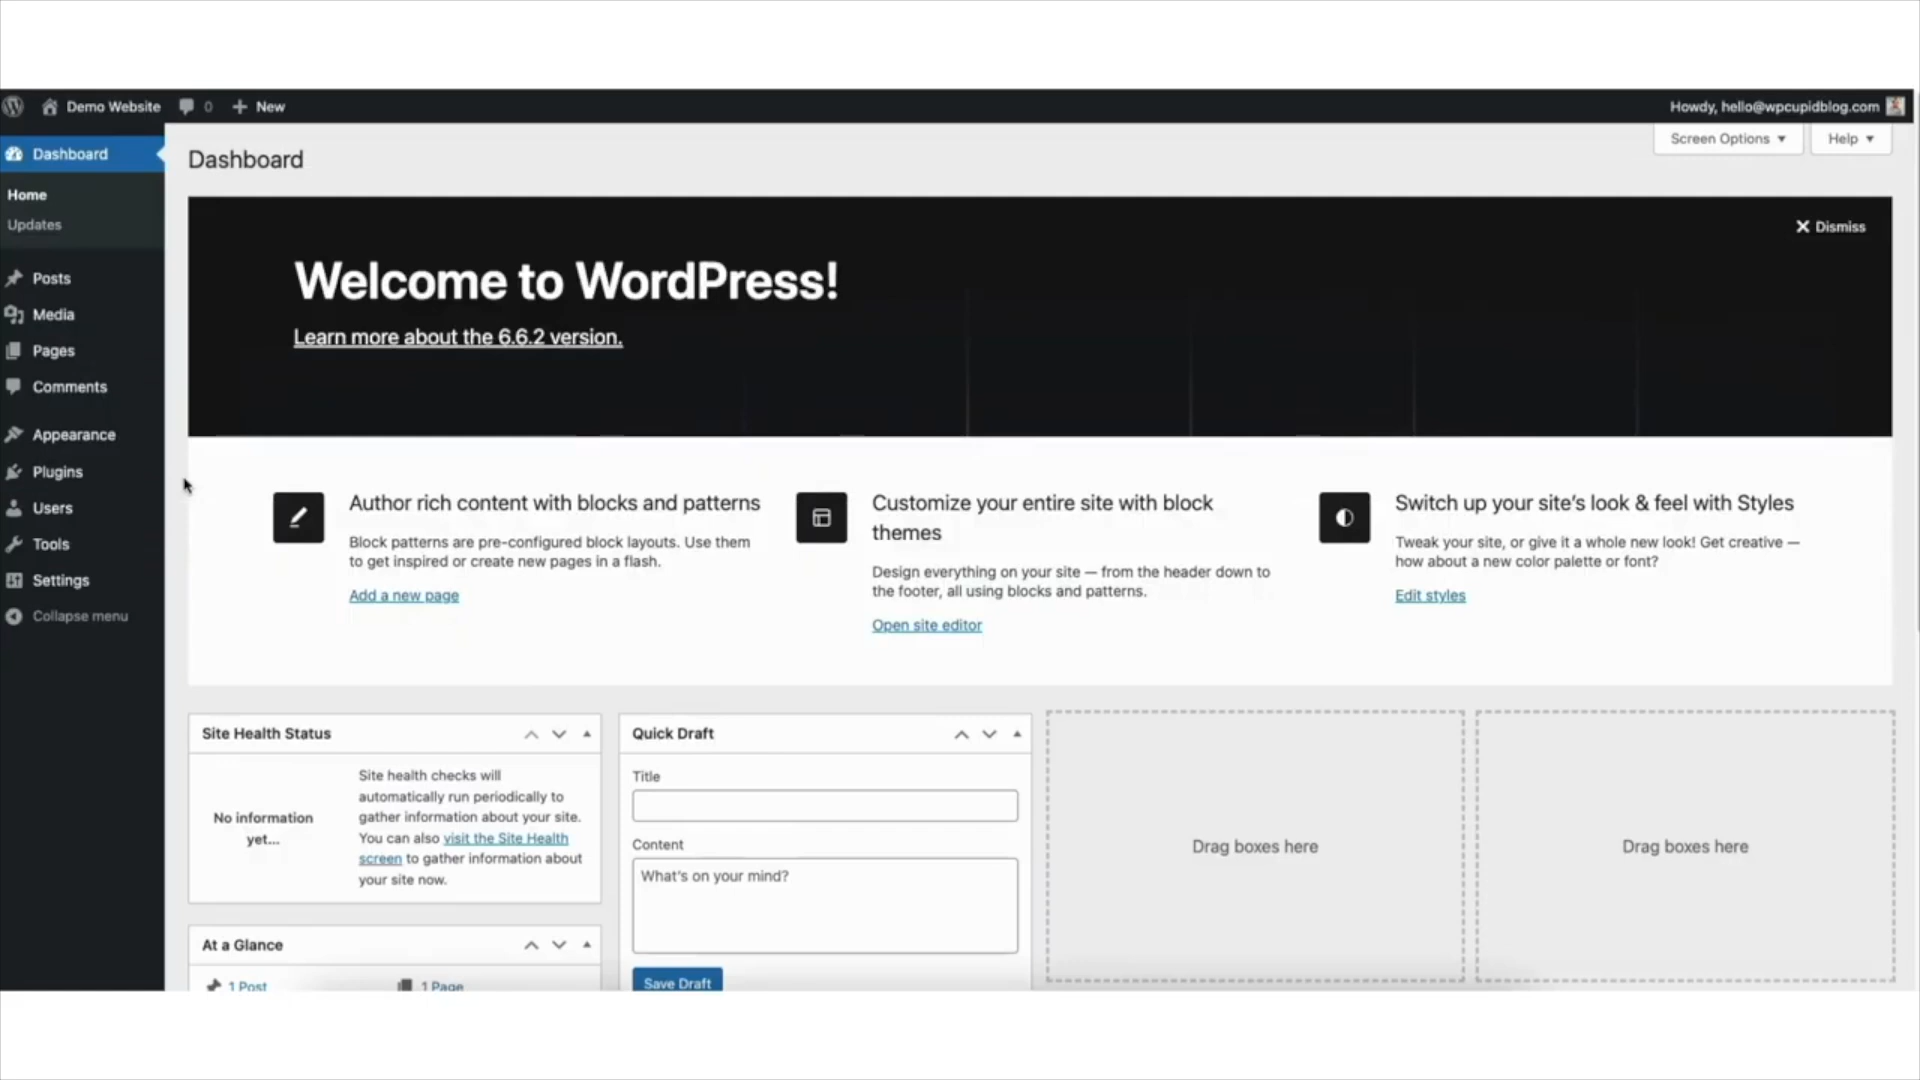 Demo Website 0 New
Howdy, hello@wpcupidblog.com
Dashboard
Home
Updates
Posts
Media
Pages
Comments
Appearance
Plugins
Users
Tools
Settings
Collapse menu
Dashboard
Screen Options
Help
Dismiss
Welcome to WordPress!
Learn more about the 6.6.2 version.
Author rich content with blocks and patterns
Block patterns are pre-configured block layouts. Use them
to get inspired or create new pages in a flash.
Add a new page
Customize your entire site with block
themes
Design everything on your site — from the header down to
the footer, all using blocks and patterns.
Open site editor
Switch up your site’s look & feel with Styles
Tweak your site, or give it a whole new look! Get creative —
how about a new color palette or font?
Edit styles
Site Health Status
No information
yet...
Site health checks will
automatically run periodically to
gather information about your site.
You can also visit the Site Health
screen to gather information about
your site now.
At a Glance
1 Post
1 Page
Quick Draft
Title
Content
What's on your mind?
Save Draft
Drag boxes here
Drag boxes here